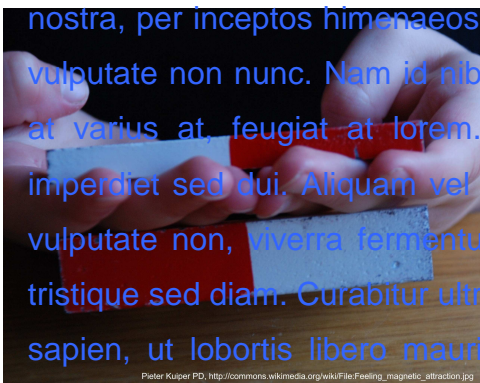 nostra, per inceptos himenaeos
vulputate non nunc. Nam id nib
at varius at, feugiat at lorem.
imperdiet sed dui. Aliquam vel
vulputate non, viverra fermentu
tristique sed diam. Curabitur ultr
sapien, ut lobortis libero mauri
Pieter Kuiper PD, http://commons.wikimedia.org/wiki/File:Feeling_magnetic_attraction.jpg